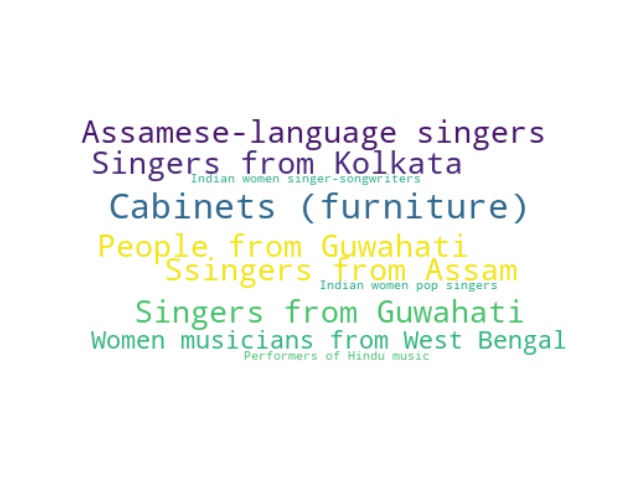 Assamese-language singers
Singers from Kolkata
Indian women singer-songwriters
Cabinets (furniture)
People from Guwahati
Ssingers from Assam
Indian women pop singers
Singers from Guwahati
Women musicians from West Bengal
Performers of Hindu music